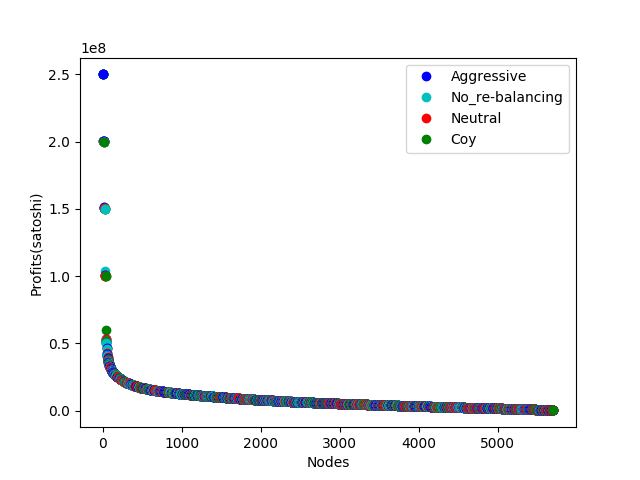 1e8
2.5
2.0
1.5
1.0
0.5
0.0
Profits(satoshi)
0
1000
2000
3000
4000
5000
Nodes
Aggressive
No_re-balancing
Neutral
Coy